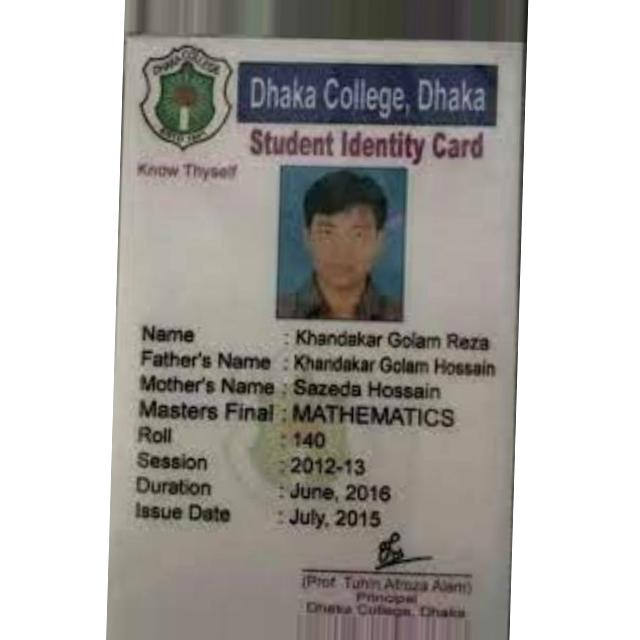 DHAKA COLLEGE
ESTD 1841
Know Thyself
Dhaka College, Dhaka
Student Identity Card
Name : Khandakar Golam Reza
Father's Name : Khandakar Golam Hossain
Mother's Name : Sazeda Hossain
Masters Final : MATHEMATICS
Roll : 140
Session : 2012-13
Duration : June, 2016
Issue Date : July, 2015
(Prof. Tuhin Afroza Alam)
Principal
Dhaka College, Dhaka